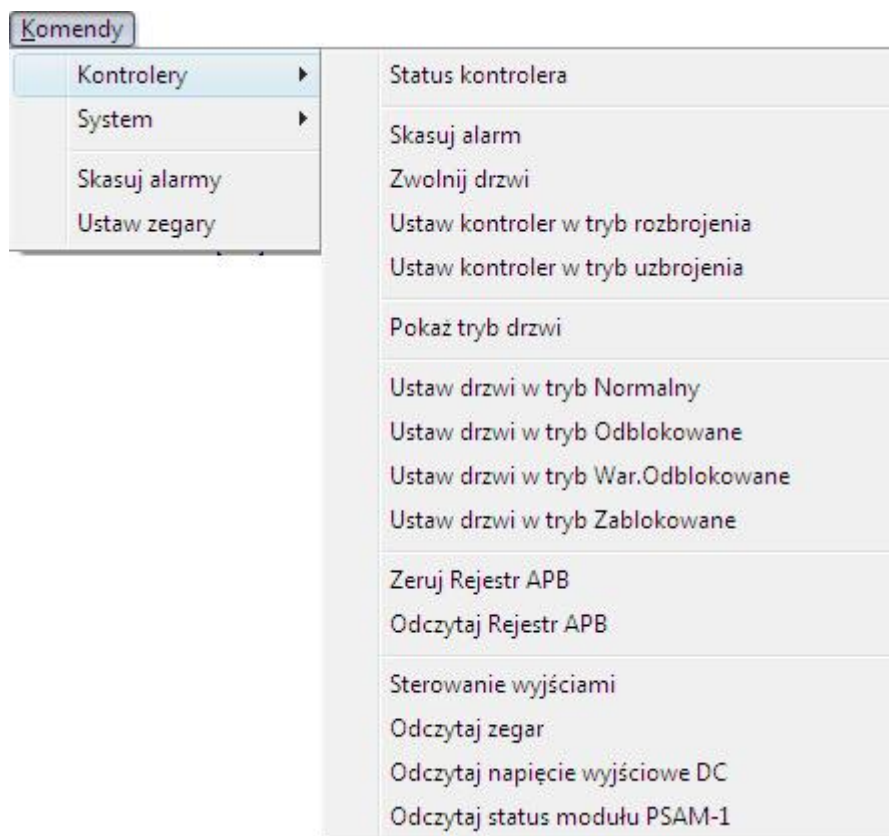 Komendy
Kontrolery
System
Skasuj alarmy
Ustaw zegary
Status kontrolera
Skasuj alarm
Zwolnij drzwi
Ustaw kontroler w tryb rozbrojenia
Ustaw kontroler w tryb uzbrojenia
Pokaż tryb drzwi
Ustaw drzwi w tryb Normalny
Ustaw drzwi w tryb Odblokowane
Ustaw drzwi w tryb War.Odblokowane
Ustaw drzwi w tryb Zablokowane
Zeruj Rejestr APB
Odczytaj Rejestr APB
Sterowanie wyjściami
Odczytaj zegar
Odczytaj napięcie wyjściowe DC
Odczytaj status modułu PSAM-1